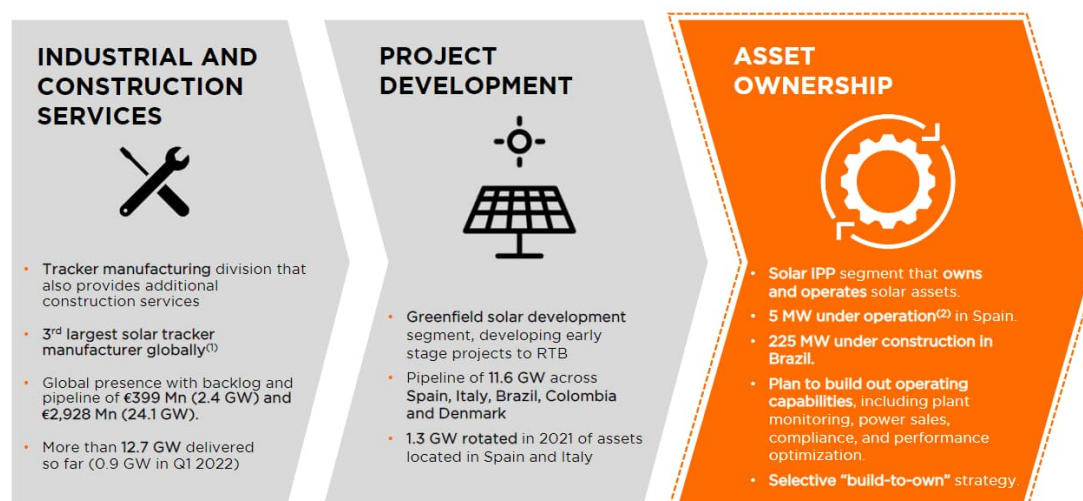 INDUSTRIAL AND
CONSTRUCTION
SERVICES
• Tracker manufacturing division that
also provides additional
construction services
• 3rd largest solar tracker
manufacturer globally(1)
• Global presence with backlog and
pipeline of €399 Mn (2.4 GW) and
€2,928 Mn (24.1 GW).
• More than 12.7 GW delivered
so far (0.9 GW in Q1 2022)
PROJECT
DEVELOPMENT
• Greenfield solar development
segment, developing early
stage projects to RTB
• Pipeline of 11.6 GW across
Spain, Italy, Brazil, Colombia
and Denmark
• 1.3 GW rotated in 2021 of assets
located in Spain and Italy
ASSET
OWNERSHIP
• Solar IPP segment that owns
and operates solar assets.
• 5 MW under operation(2) in Spain.
• 225 MW under construction in
Brazil.
• Plan to build out operating
capabilities, including plant
monitoring, power sales,
compliance, and performance
optimization.
• Selective “build-to-own” strategy.